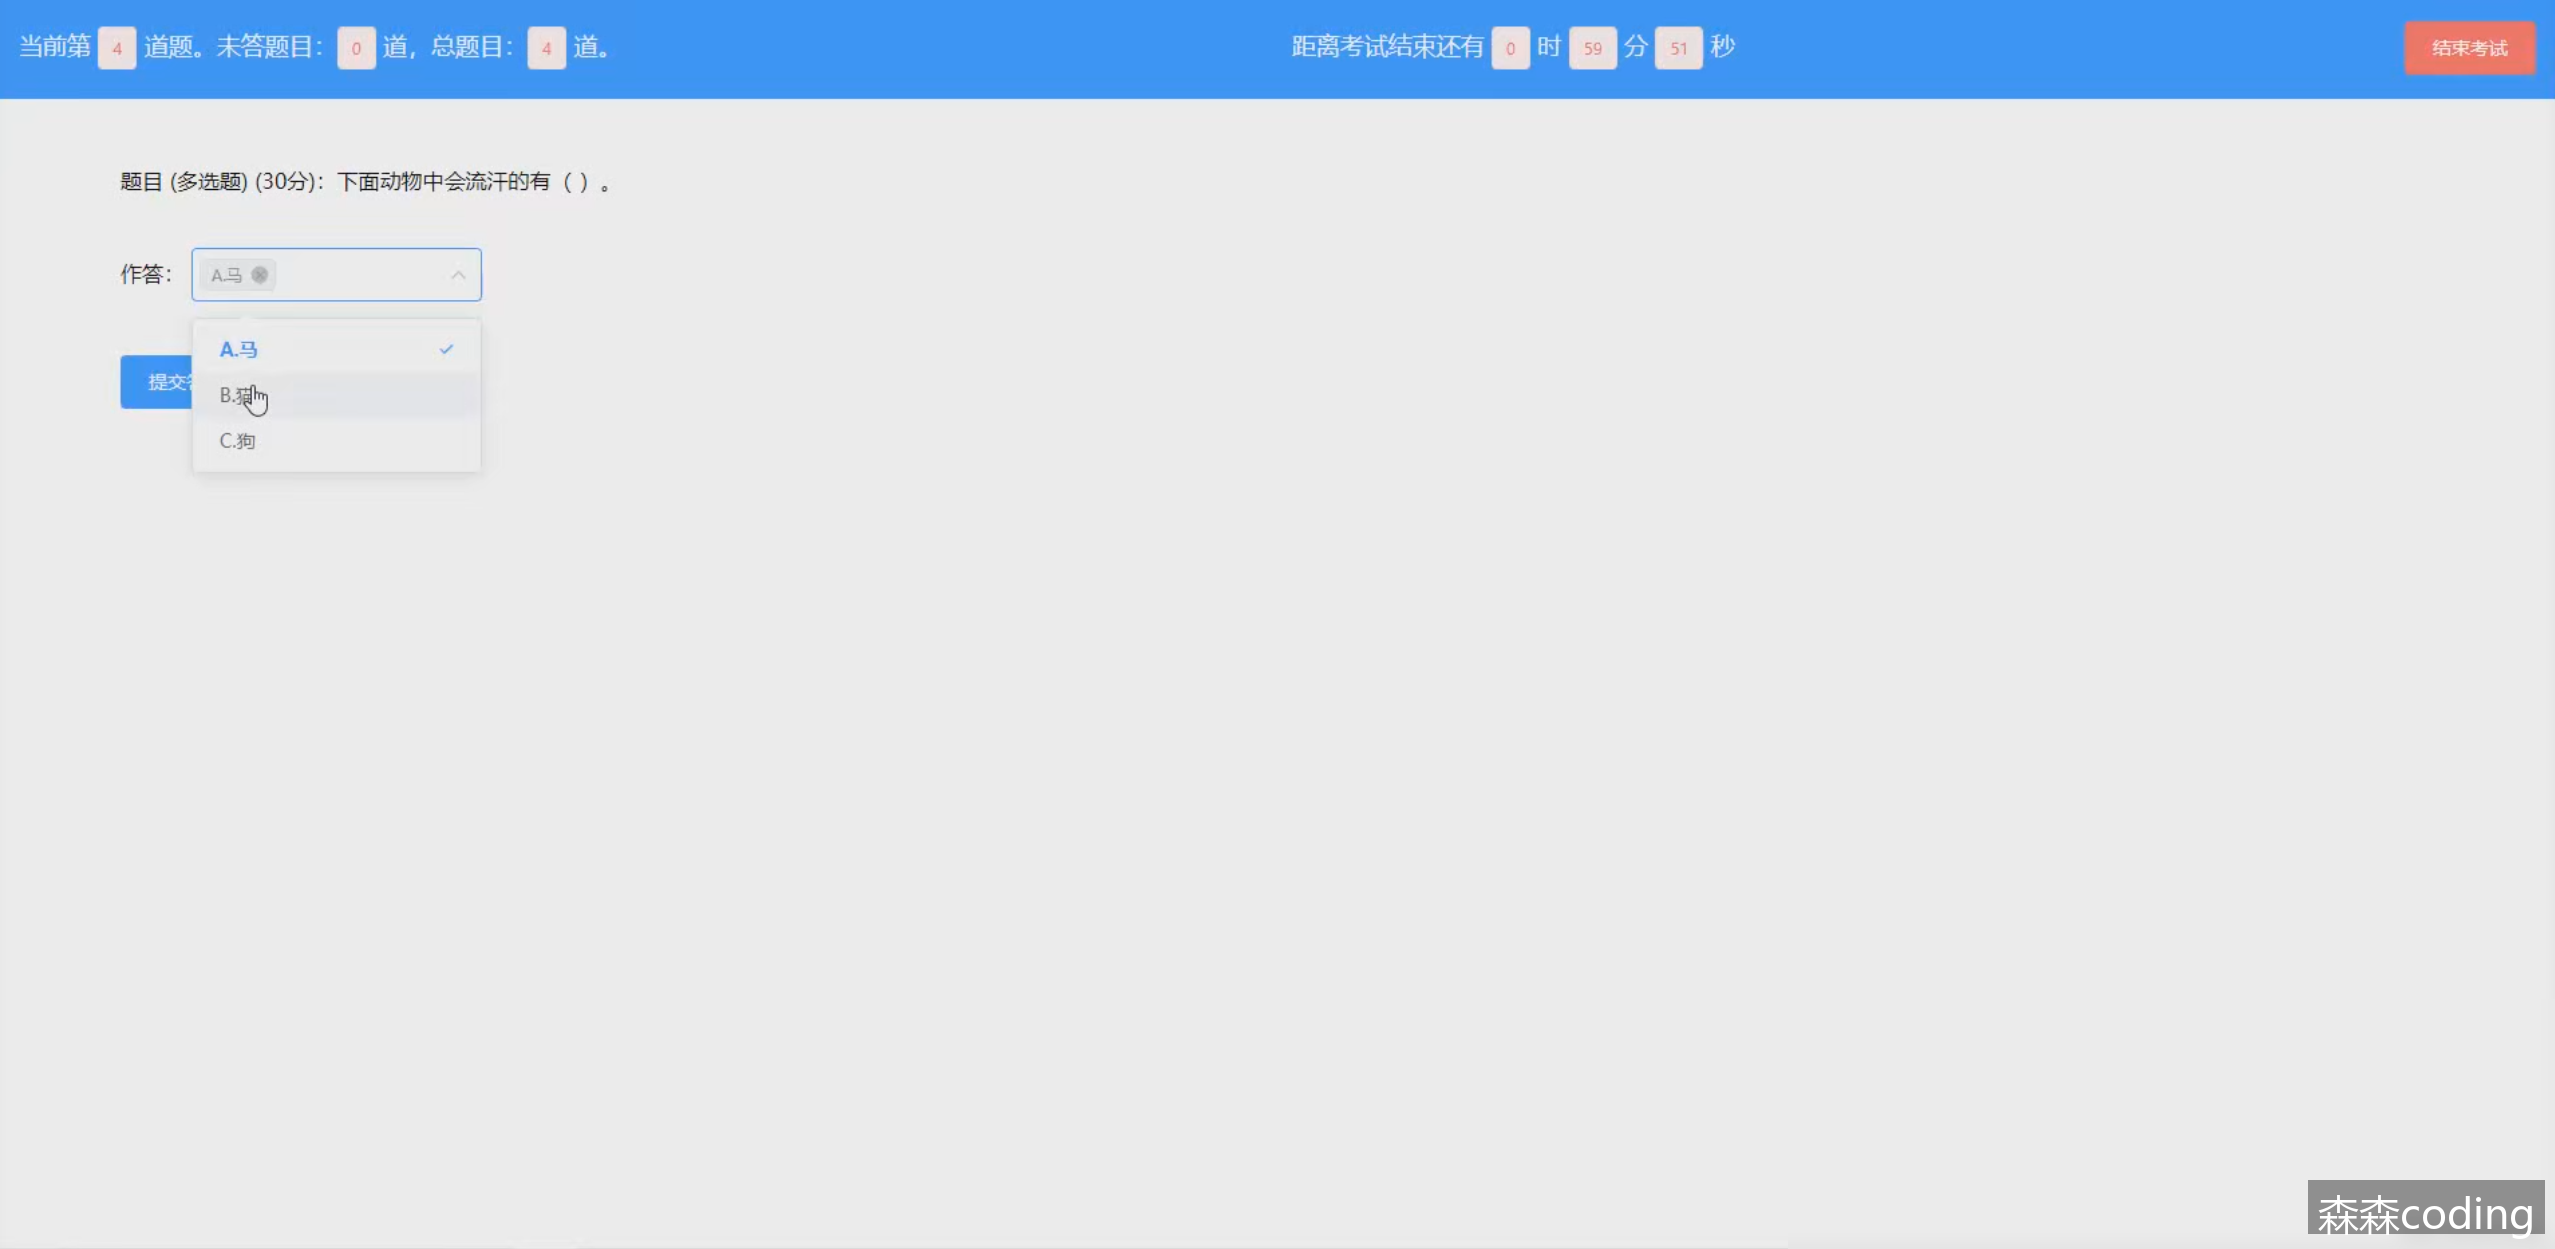 当前第 4 道题。未答题目：0 道，总题目：4 道。
距离考试结束还有 0 时 59 分 51 秒
结束考试
题目 (多选题) (30分)：下面动物中会流汗的有（ ）。
作答：
A.马
A.马
B.猫
提交
C.狗
森森coding